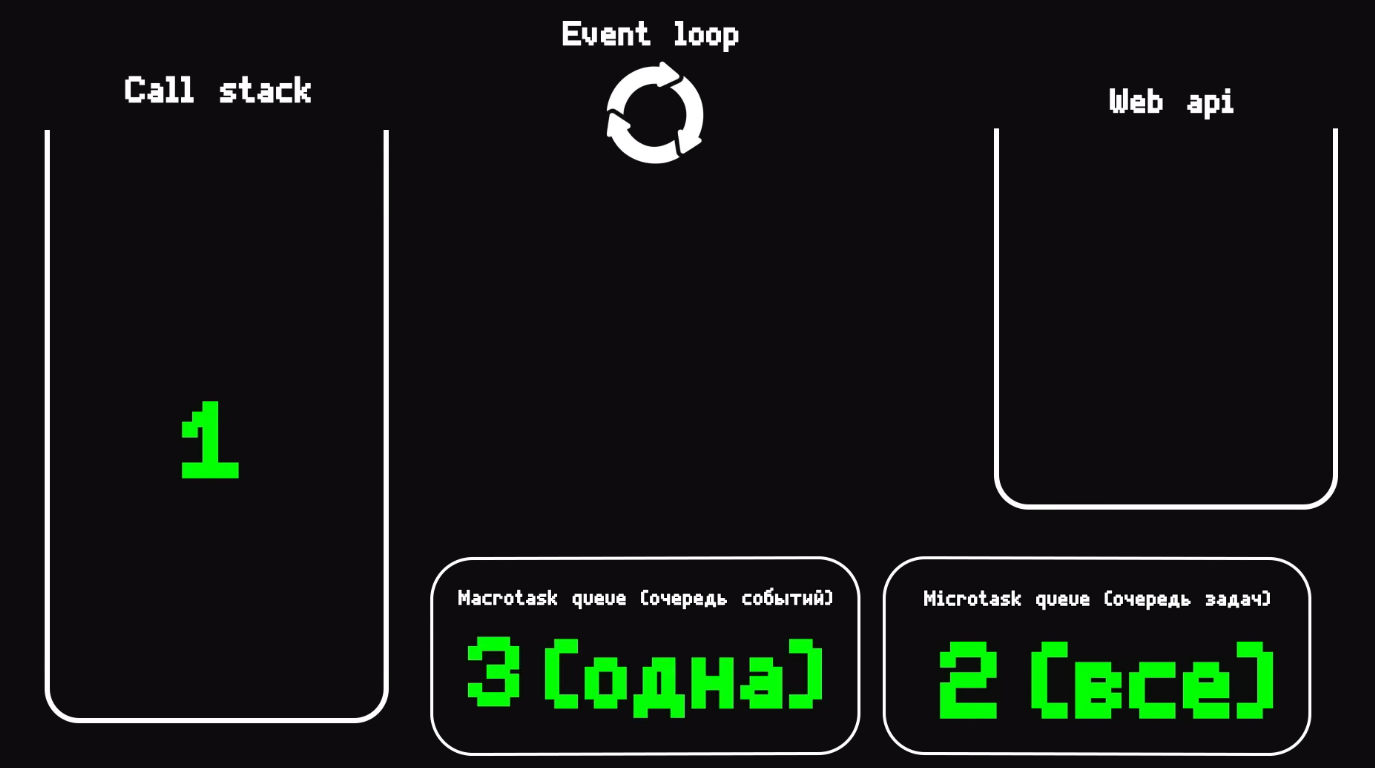 Event loop
Call stack
Web api
1
Macrotask queue (очередь событий)
3 (одна)
Microtask queue (очередь задач)
2 (все)